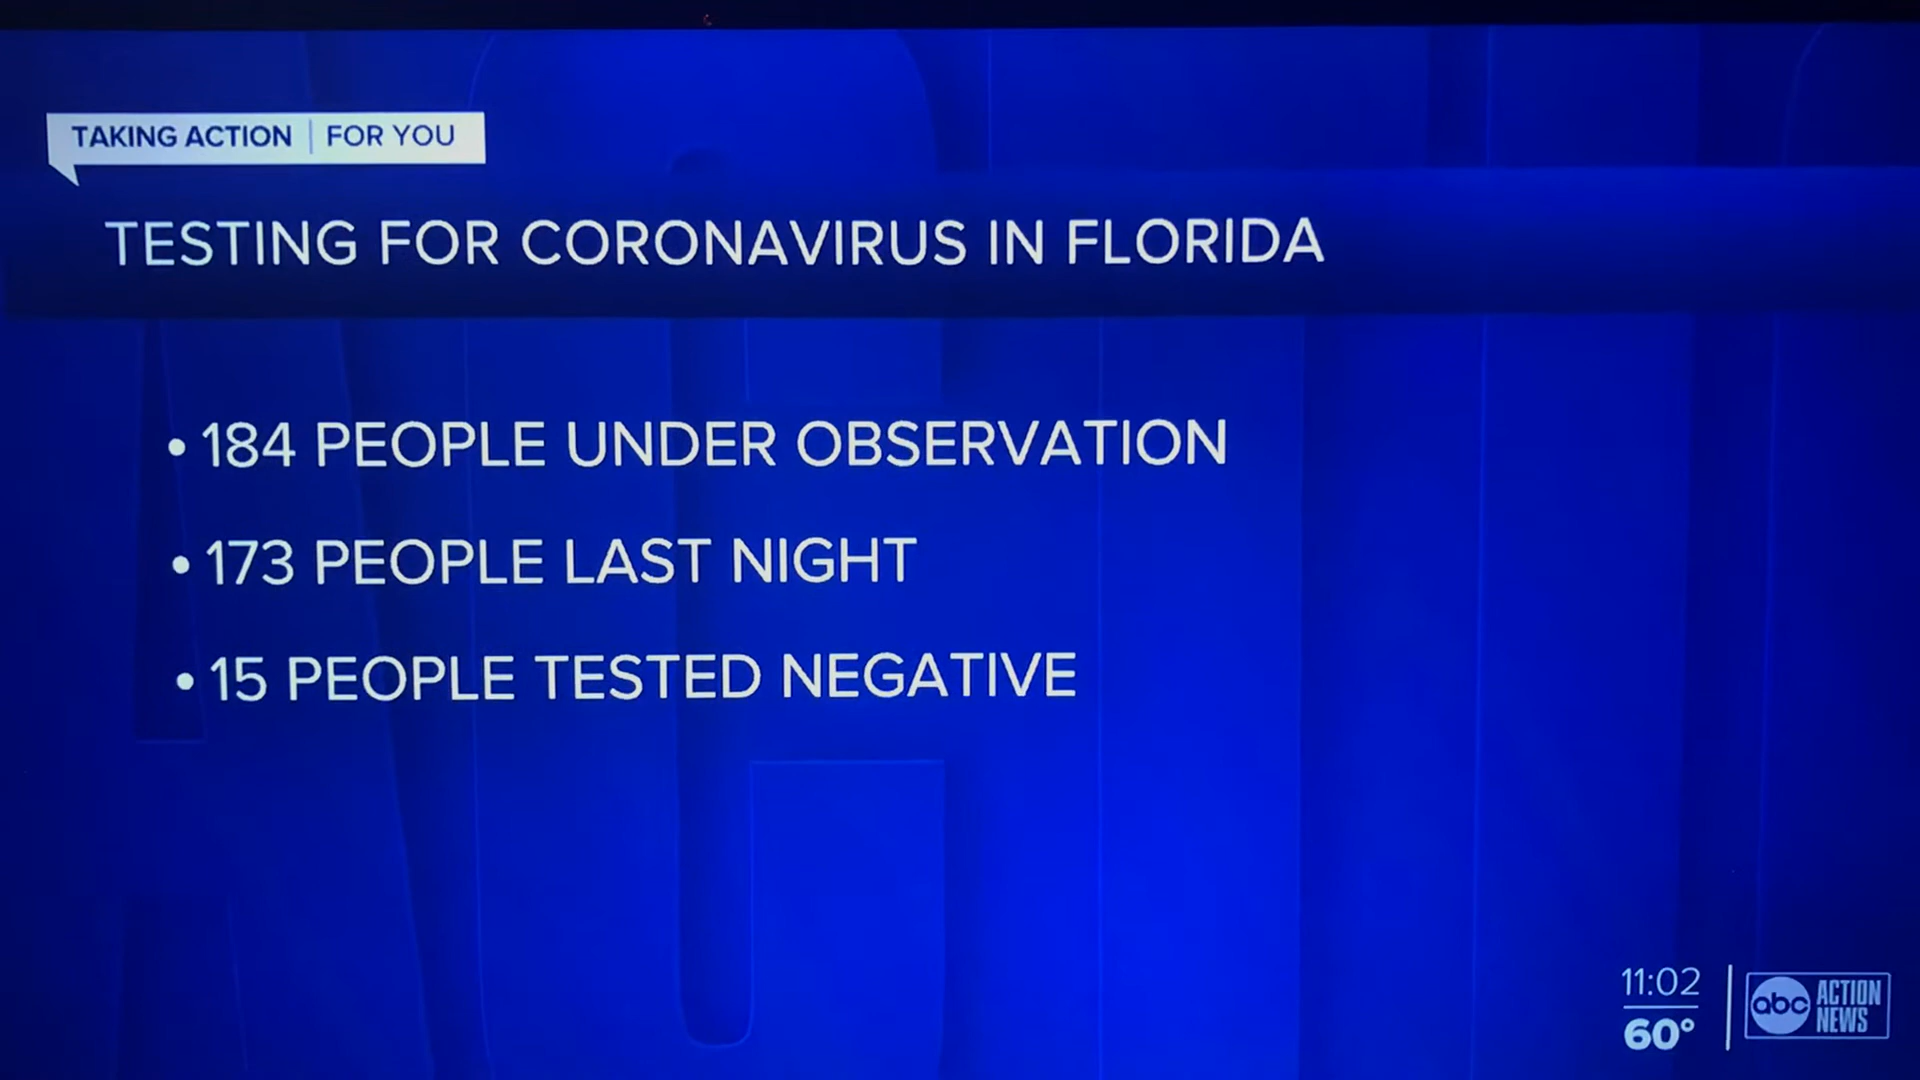 TAKING ACTION | FOR YOU
TESTING FOR CORONAVIRUS IN FLORIDA
• 184 PEOPLE UNDER OBSERVATION
• 173 PEOPLE LAST NIGHT
• 15 PEOPLE TESTED NEGATIVE
11:02
60°
abc ACTION NEWS